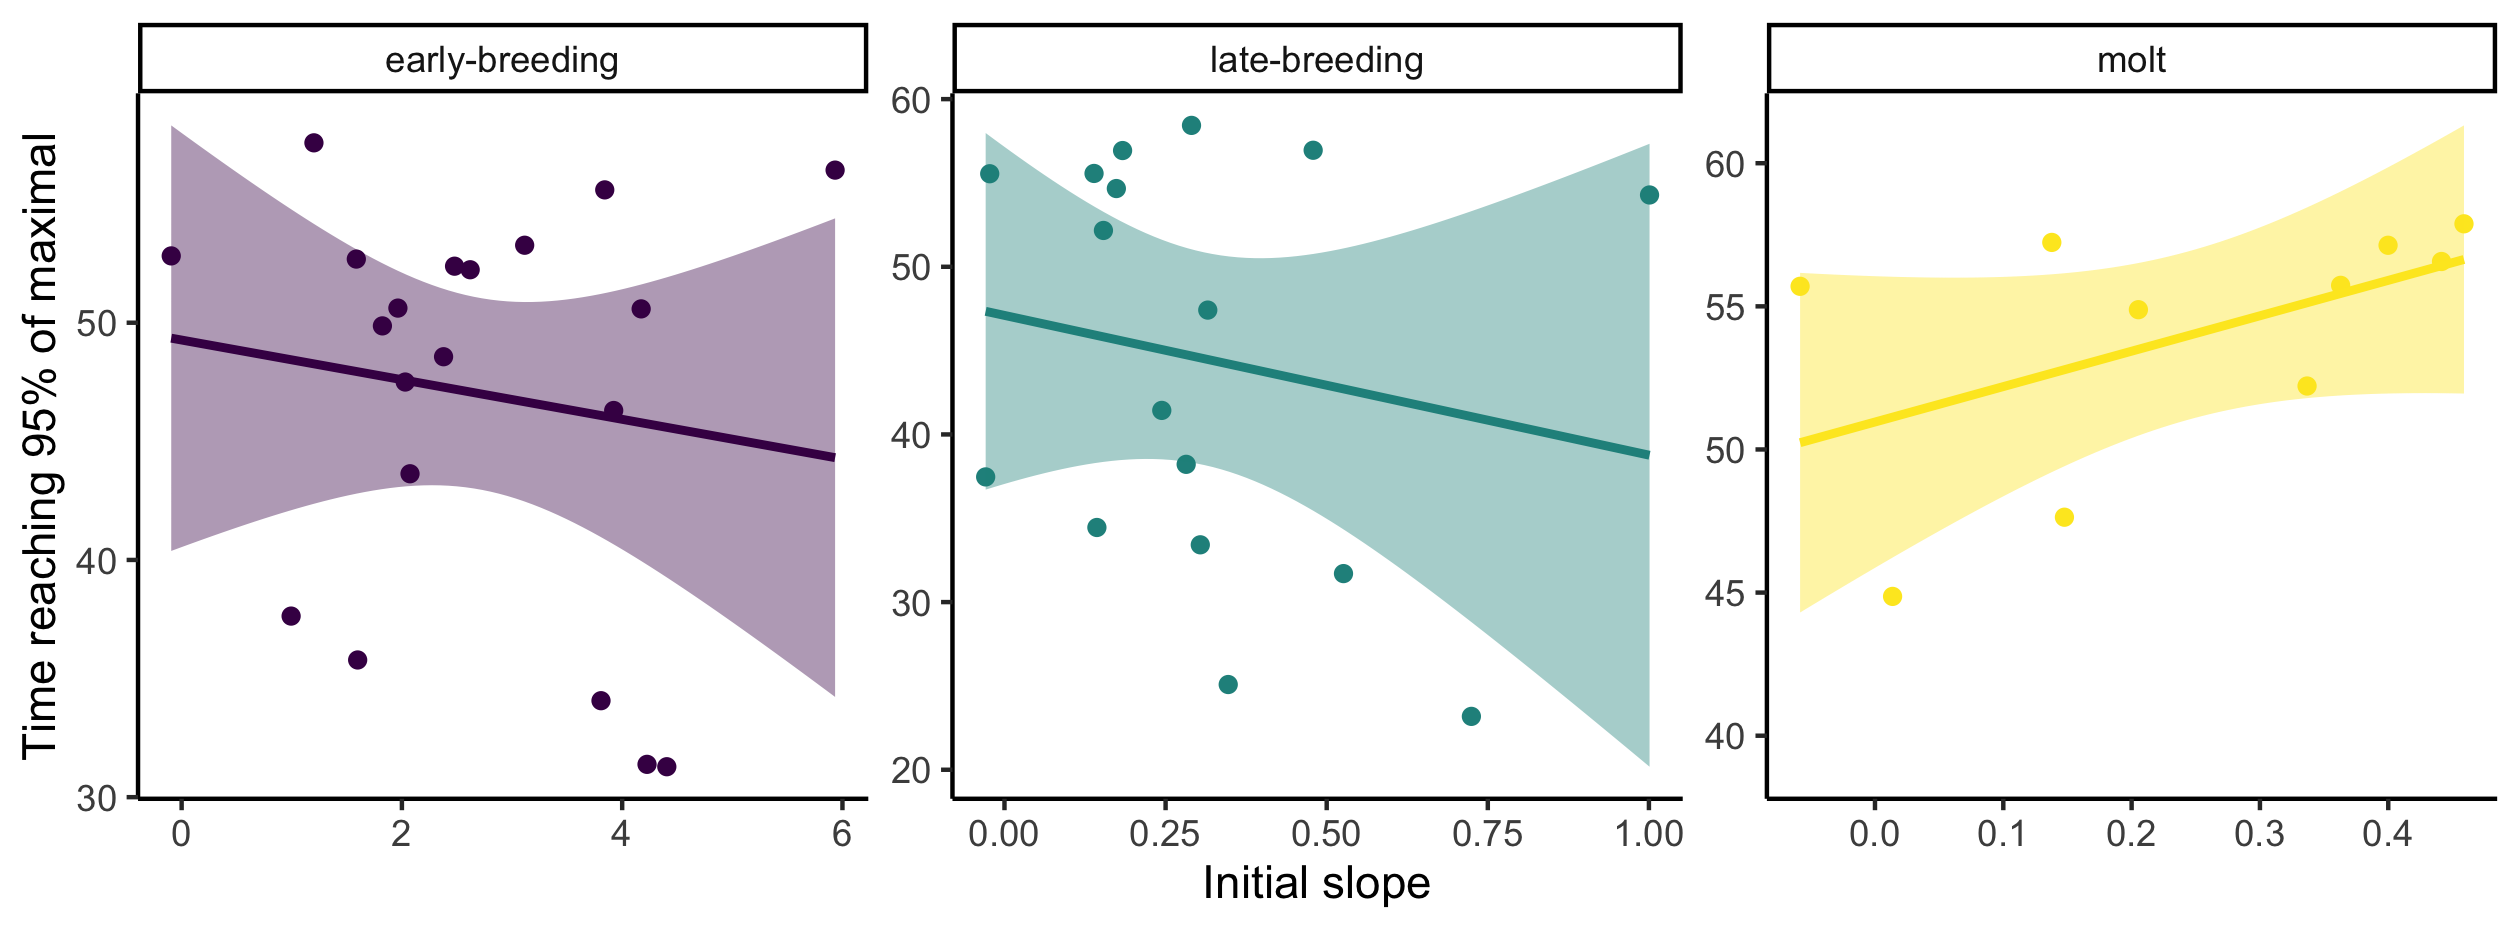 early-breeding
late-breeding
molt
Time reaching 95% of maximal
50
40
30
60
50
40
30
20
60
55
50
45
40
0 2 4 6
0.00 0.25 0.50 0.75 1.00
0.0 0.1 0.2 0.3 0.4
Initial slope